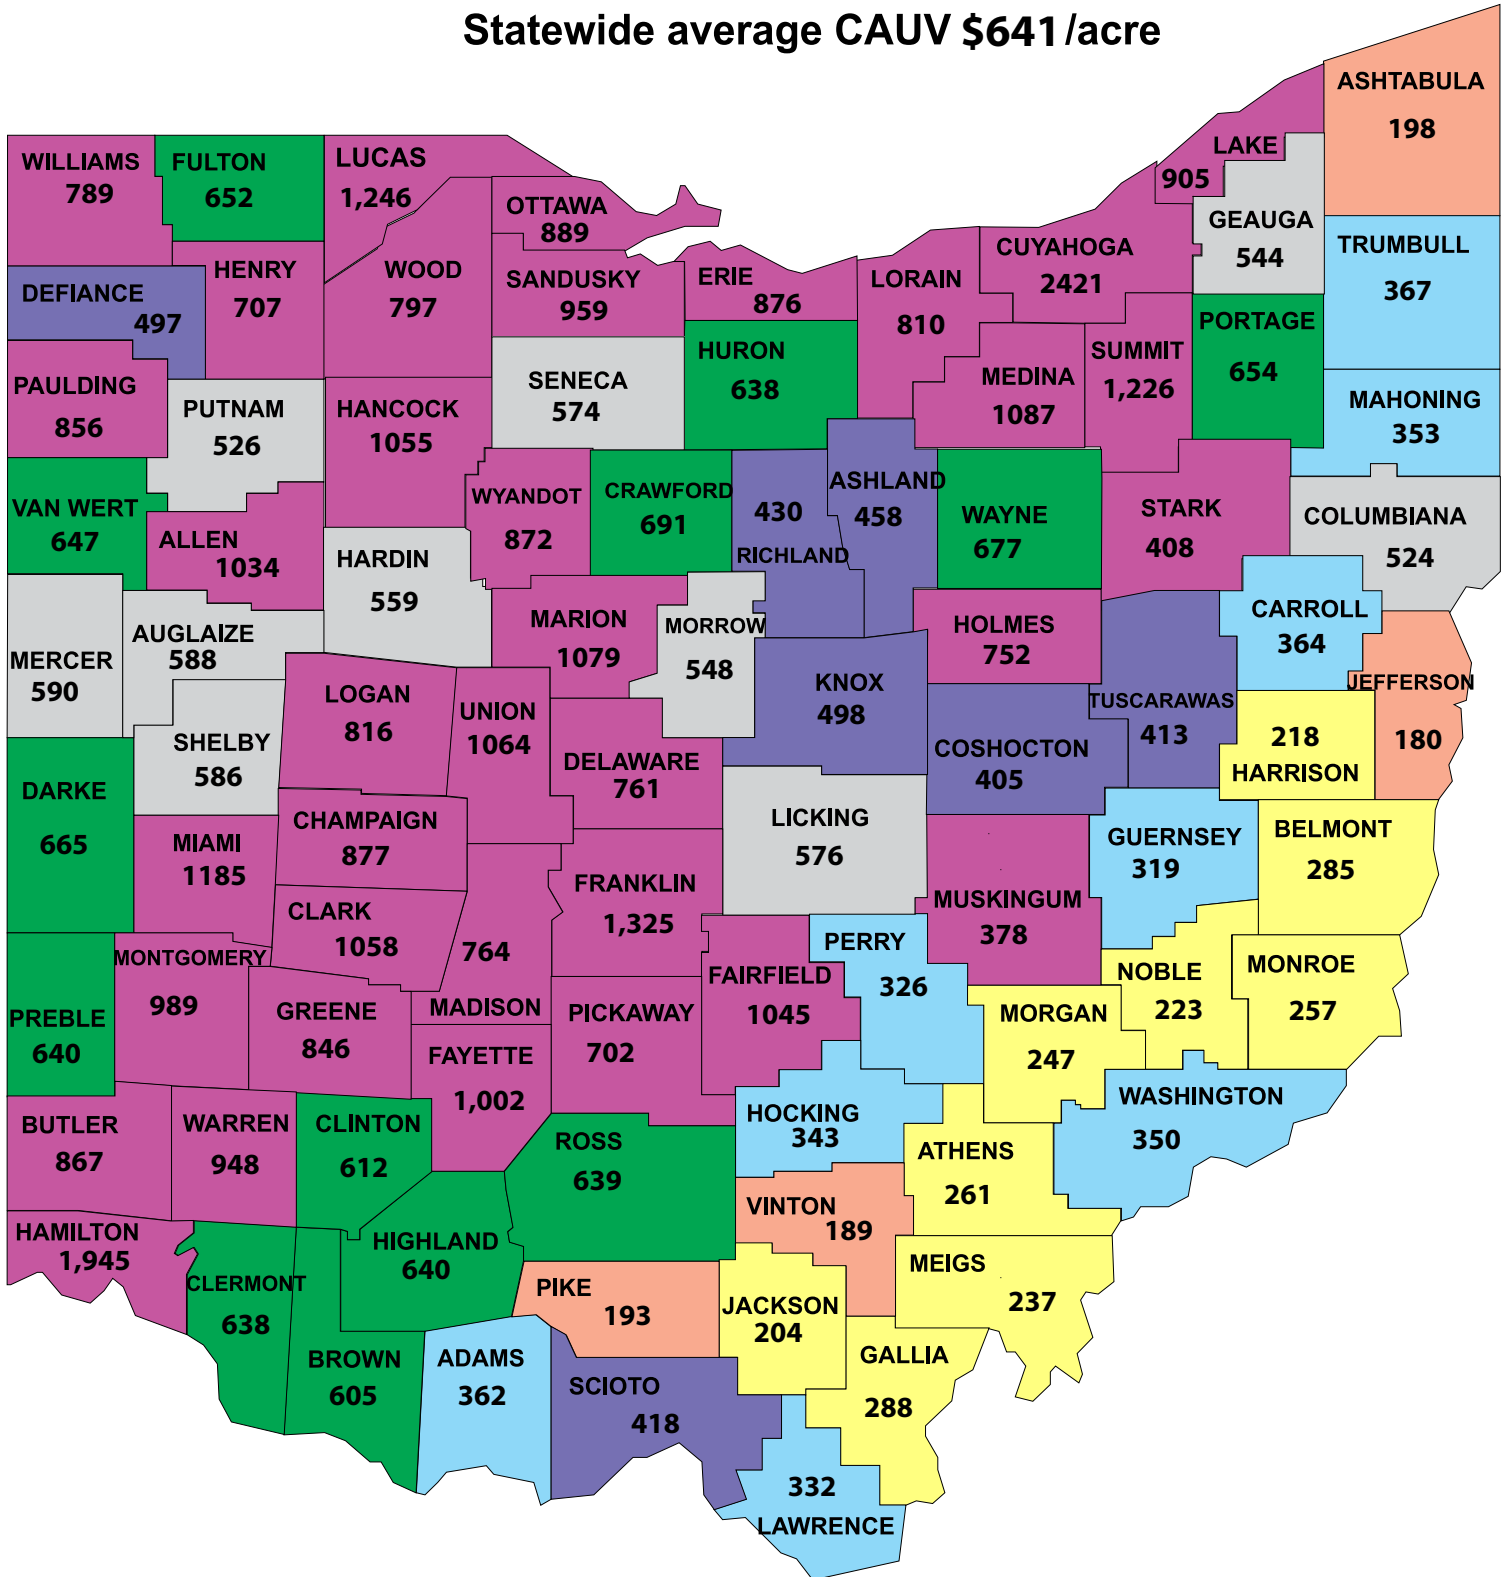 Statewide average CAUV $641/acre
ASHTABULA
198
LAKE
905
WILLIAMS
789
FULTON
652
LUCAS
1,246
OTTAWA
889
GEAUGA
544
TRUMBULL
367
CUYAHOGA
2421
HENRY
707
WOOD
797
SANDUSKY
959
ERIE
876
LORAIN
810
DEFIANCE
497
PORTAGE
654
HURON
638
SUMMIT
1,226
MEDINA
1087
SENECA
574
PAULDING
856
PUTNAM
526
HANCOCK
1055
MAHONING
353
VAN WERT
647
ALLEN
1034
WYANDOT
872
CRAWFORD
691
430
RICHLAND
ASHLAND
458
WAYNE
677
STARK
408
COLUMBIANA
524
HARDIN
559
MERCER
590
AUGLAIZE
588
MARION
1079
MORROW
548
HOLMES
752
CARROLL
364
JEFFERSON
180
KNOX
498
LOGAN
816
UNION
1064
TUSCARAWAS
413
218
HARRISON
SHELBY
586
DELAWARE
761
COSHOCTON
405
DARKE
665
CHAMPAIGN
877
LICKING
576
GUERNSEY
319
BELMONT
285
MIAMI
1185
FRANKLIN
1,325
MUSKINGUM
378
CLARK
1058
764
MADISON
PERRY
326
MONTGOMERY
989
FAIRFIELD
1045
NOBLE
223
MONROE
257
PREBLE
640
GREENE
846
PICKAWAY
702
MORGAN
247
FAYETTE
1,002
WASHINGTON
350
BUTLER
867
WARREN
948
CLINTON
612
ROSS
639
HOCKING
343
ATHENS
261
VINTON
189
HAMILTON
1,945
HIGHLAND
640
MEIGS
237
CLERMONT
638
PIKE
193
JACKSON
204
BROWN
605
ADAMS
362
SCIOTO
418
GALLIA
288
332
LAWRENCE